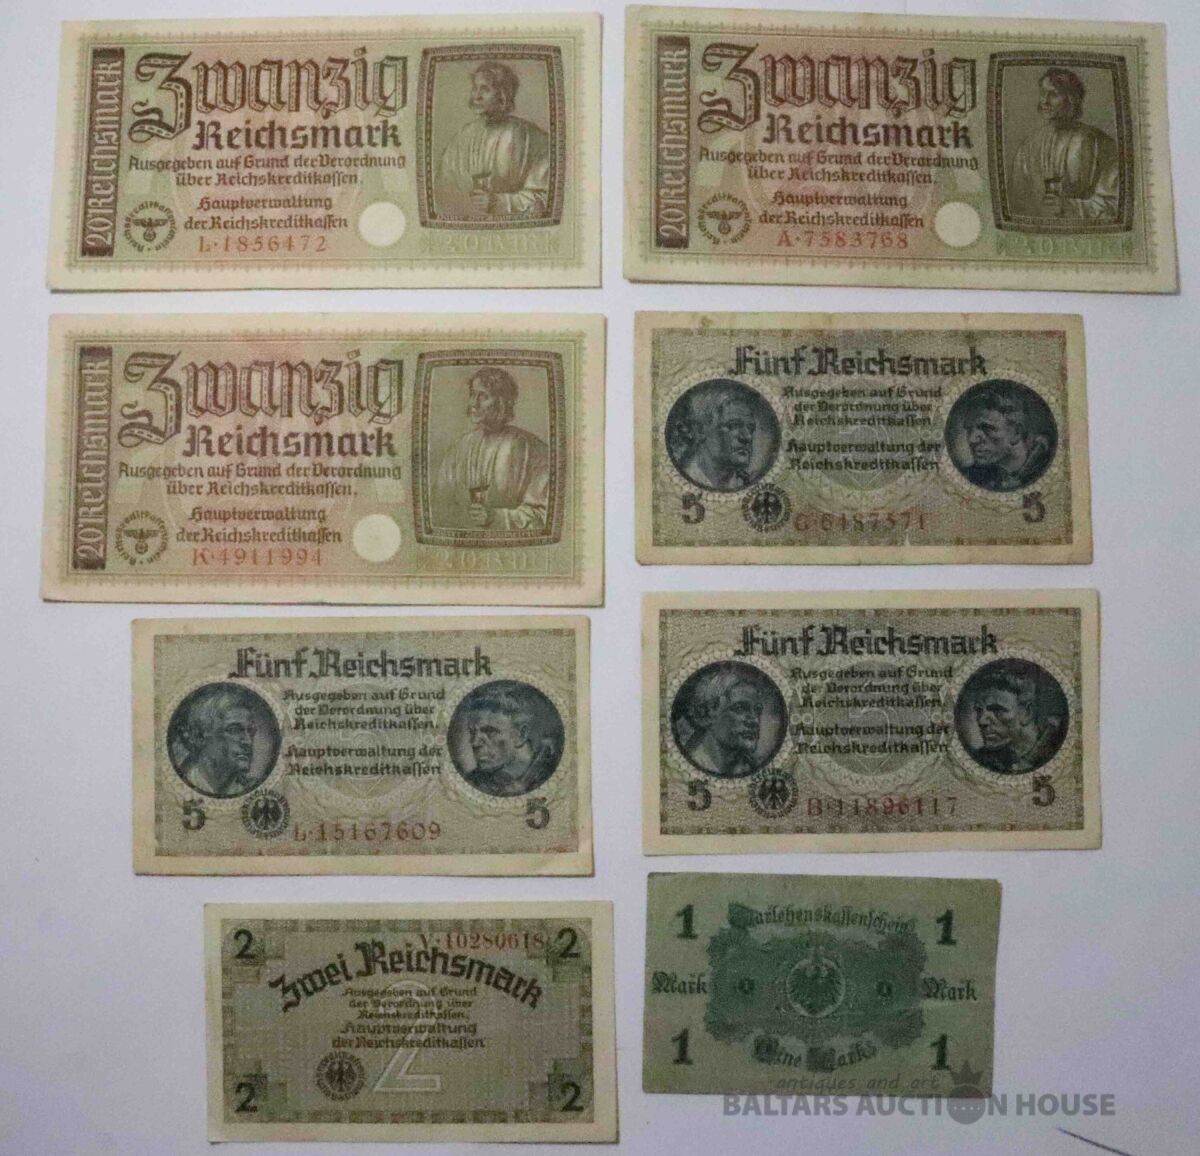 20 Reichsmark
Zwanzig
Reichsmark
Ausgegeben auf Grund der Verordnung
über Reichskreditkassen.
Hauptverwaltung
der Reichskreditkassen
L·1856472
20 Reichsmark
Zwanzig
Reichsmark
Ausgegeben auf Grund der Verordnung
über Reichskreditkassen.
Hauptverwaltung
der Reichskreditkassen
A·7583768
20 Reichsmark
Zwanzig
Reichsmark
Ausgegeben auf Grund der Verordnung
über Reichskreditkassen.
Hauptverwaltung
der Reichskreditkassen
K·4911994
Fünf Reichsmark
Ausgegeben auf Grund
der Verordnung über
Reichskreditkassen.
Hauptverwaltung der
Reichskreditkassen
5 5
G·6487571
Fünf Reichsmark
Ausgegeben auf Grund
der Verordnung über
Reichskreditkassen.
Hauptverwaltung der
Reichskreditkassen
5 5
L·15167609
Fünf Reichsmark
Ausgegeben auf Grund
der Verordnung über
Reichskreditkassen.
Hauptverwaltung der
Reichskreditkassen
5 5
B·11896117
2 V·10280618 2
Zwei Reichsmark
Ausgegeben auf Grund
der Verordnung über
Reichskreditkassen.
Hauptverwaltung
der Reichskreditkassen
2 2
1 Darlehenskassenschein 1
Mark Mark
1 Eine Mark 1
antiques and art
BALTARS AUCTION HOUSE